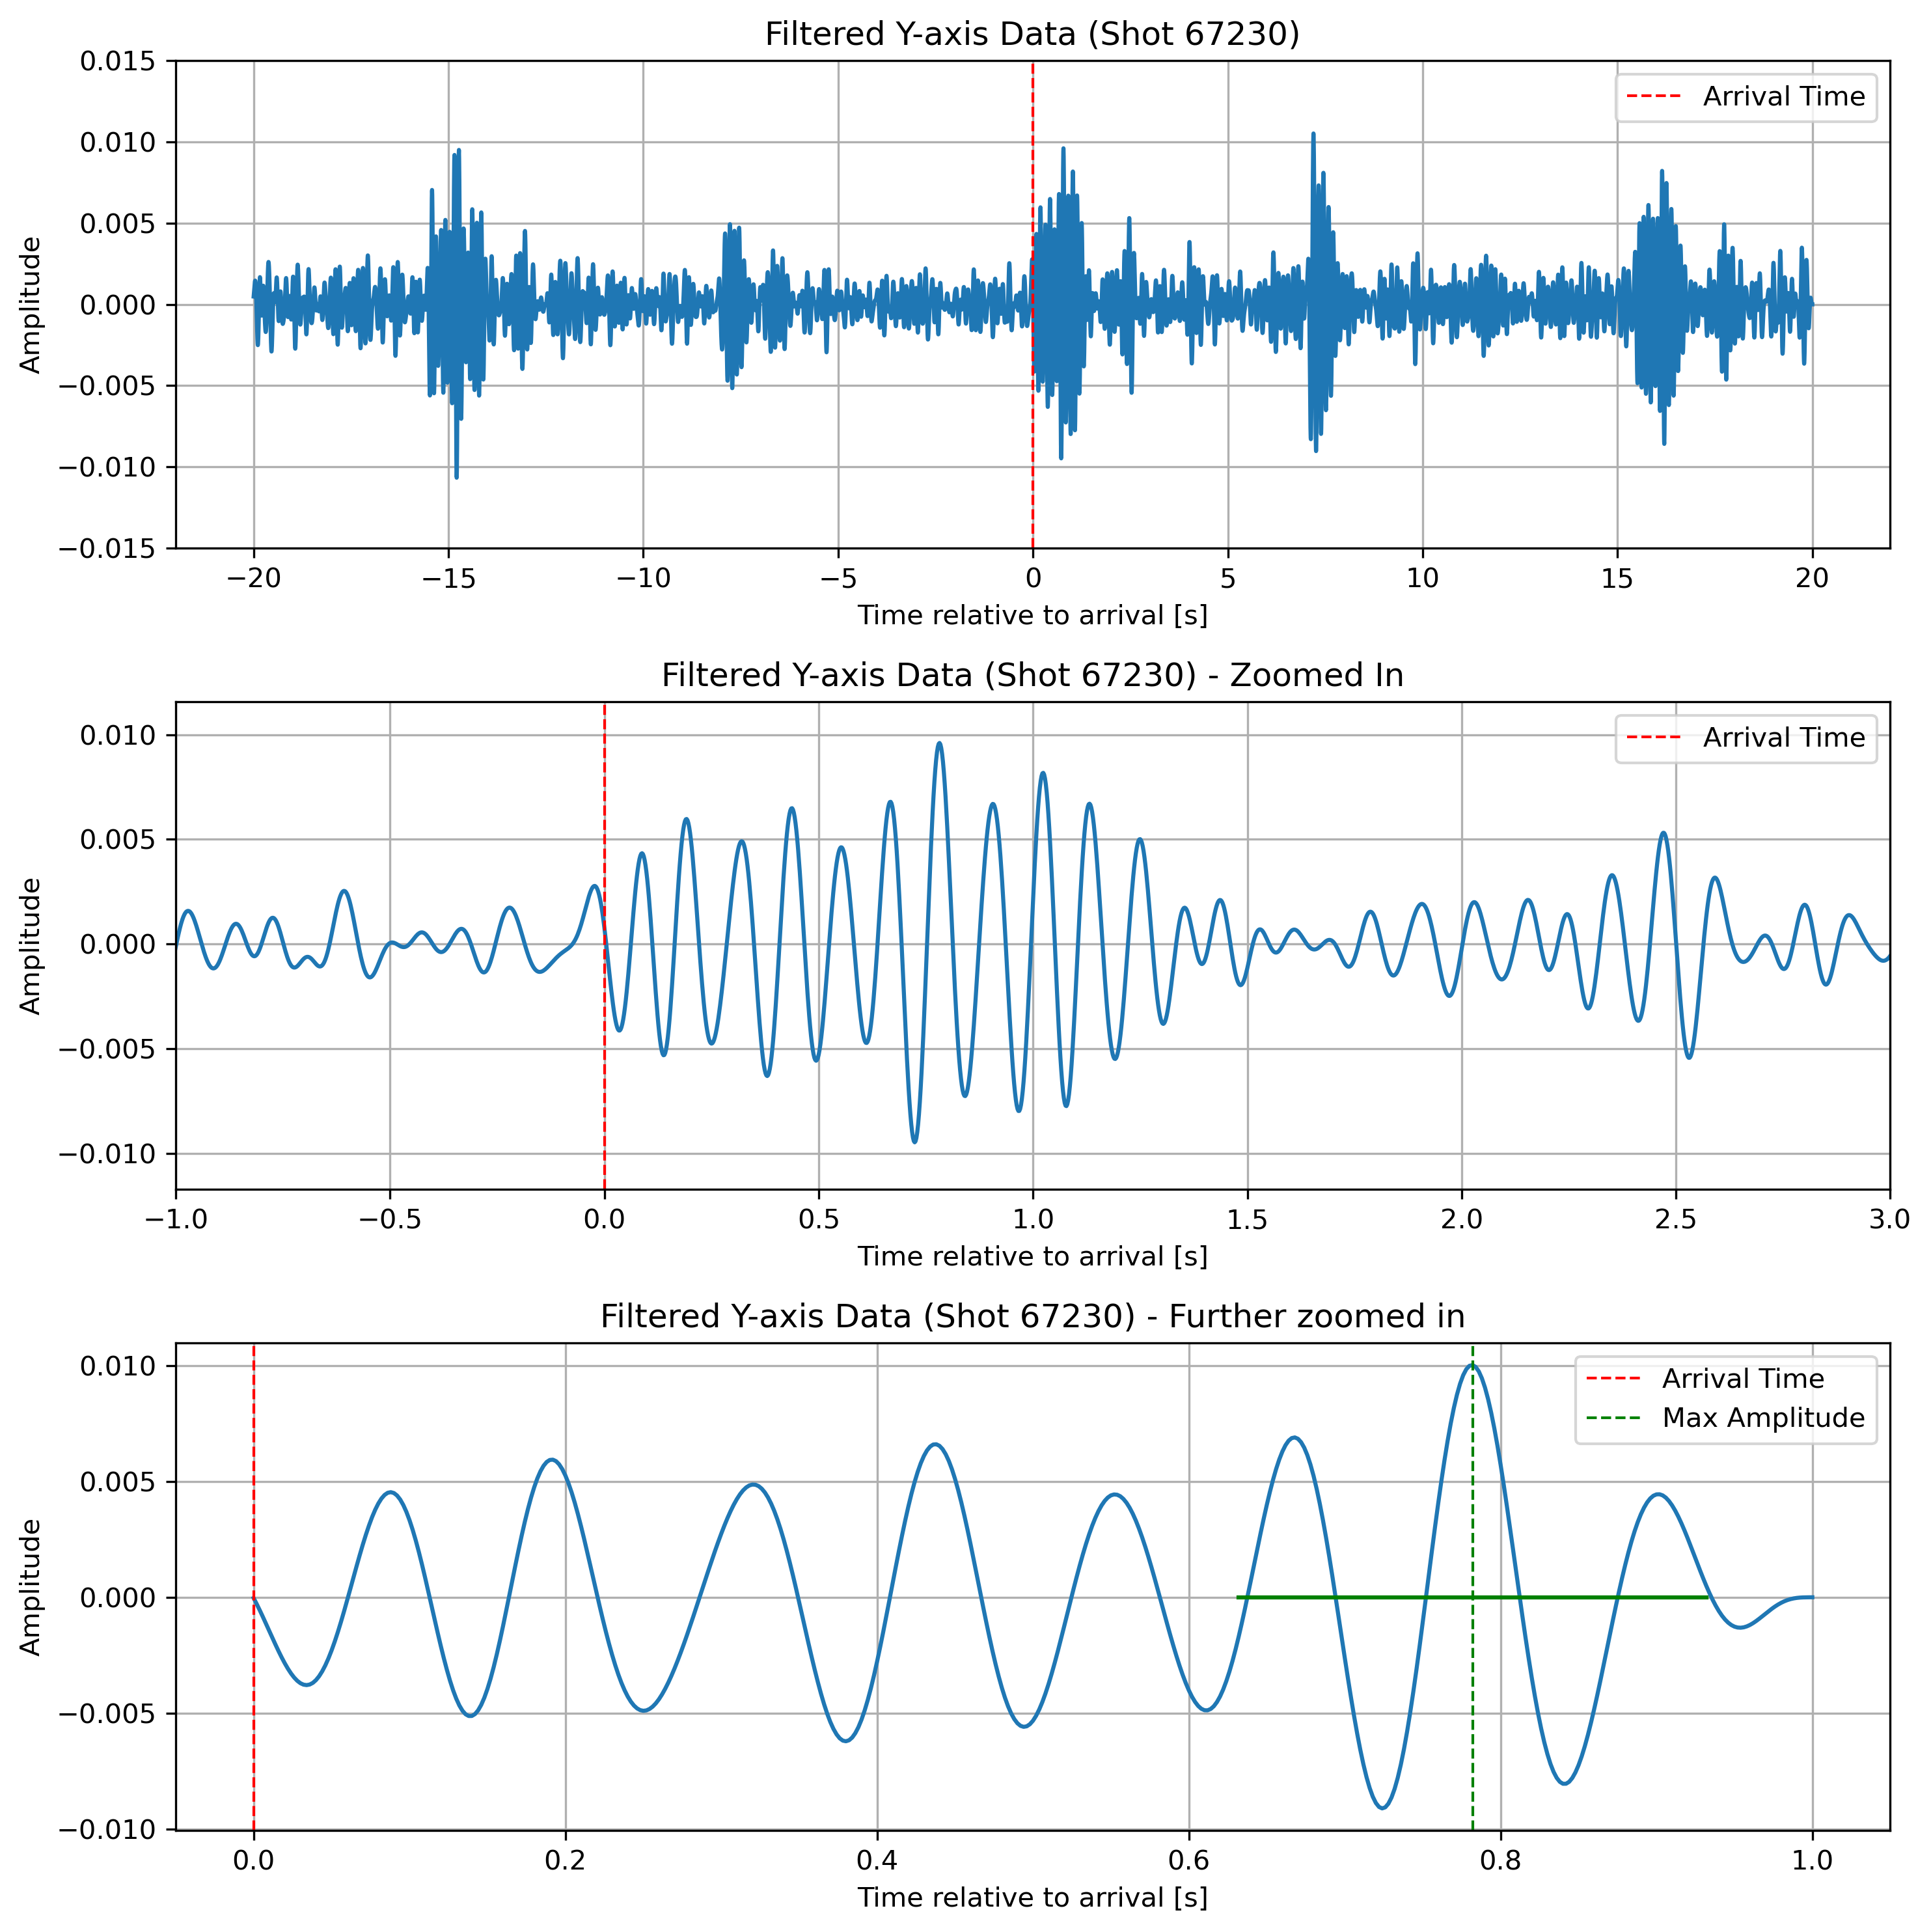 Filtered Y-axis Data (Shot 67230)
0.015
0.010
0.005
0.000
−0.005
−0.010
−0.015
Amplitude
Arrival Time
−20 −15 −10 −5 0 5 10 15 20
Time relative to arrival [s]
Filtered Y-axis Data (Shot 67230) - Zoomed In
0.010
0.005
0.000
−0.005
−0.010
Amplitude
Arrival Time
−1.0 −0.5 0.0 0.5 1.0 1.5 2.0 2.5 3.0
Time relative to arrival [s]
Filtered Y-axis Data (Shot 67230) - Further zoomed in
0.010
0.005
0.000
−0.005
−0.010
Amplitude
Arrival Time
Max Amplitude
0.0 0.2 0.4 0.6 0.8 1.0
Time relative to arrival [s]